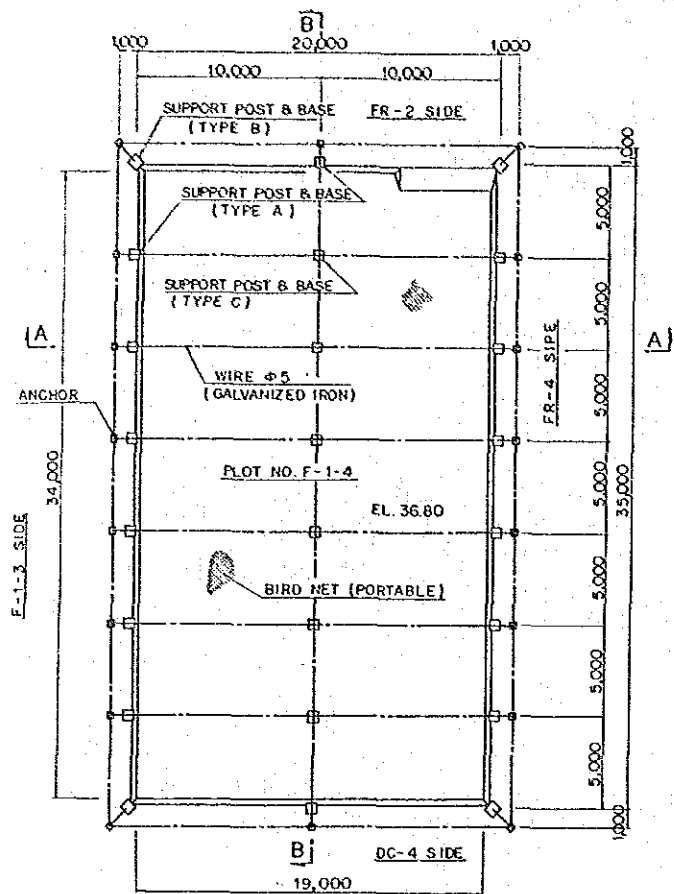 B
1,000
20,000
1,000
10,000
10,000
SUPPORT POST & BASE
(TYPE B)
FR-2 SIDE
1,000
SUPPORT POST & BASE
(TYPE A)
5,000
SUPPORT POST & BASE
(TYPE C)
5,000
A
A
WIRE Φ5
(GALVANIZED IRON)
FR-4 SIPE
5,000
ANCHOR
34,000
PLOT NO. F-1-4
EL. 36.80
5,000
35,000
F-1-3 SIDE
BIRD NET (PORTABLE)
5,000
5,000
5,000
B
DC-4 SIDE
1,000
19,000